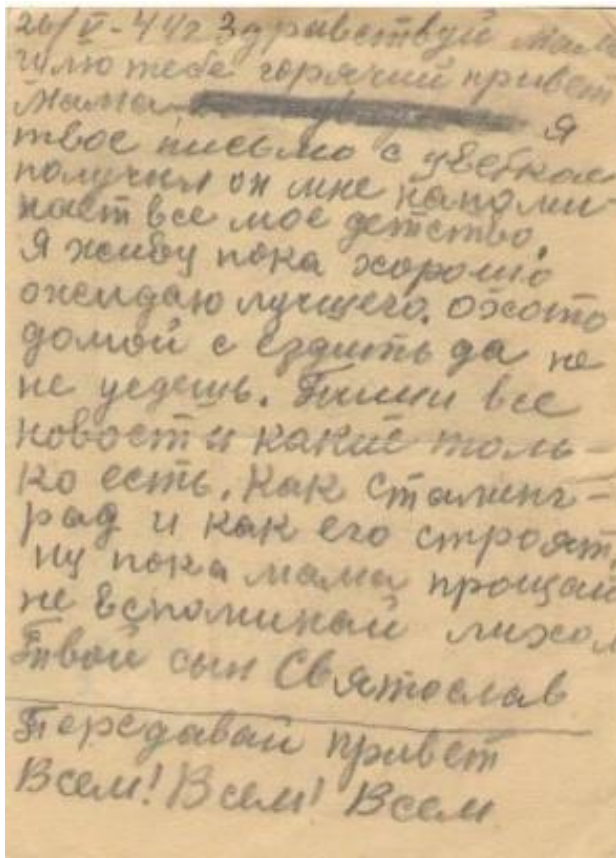 26/V-44г Здравствуй мама
шлю тебе горячий привет
Мама Я
твое письмо с цветком
получил он мне напоми-
нает все мое детство.
Я живу пока хорошо
ожидаю лучшего. охото
домой с ездить да не
не уедешь. Пиши все
новости какие толь-
ко есть. Как Сталинг-
рад и как его строят,
ну пока мама прощай
не вспоминай лихом
Твой сын Святослав
Передавай привет
Всем! Всем! Всем